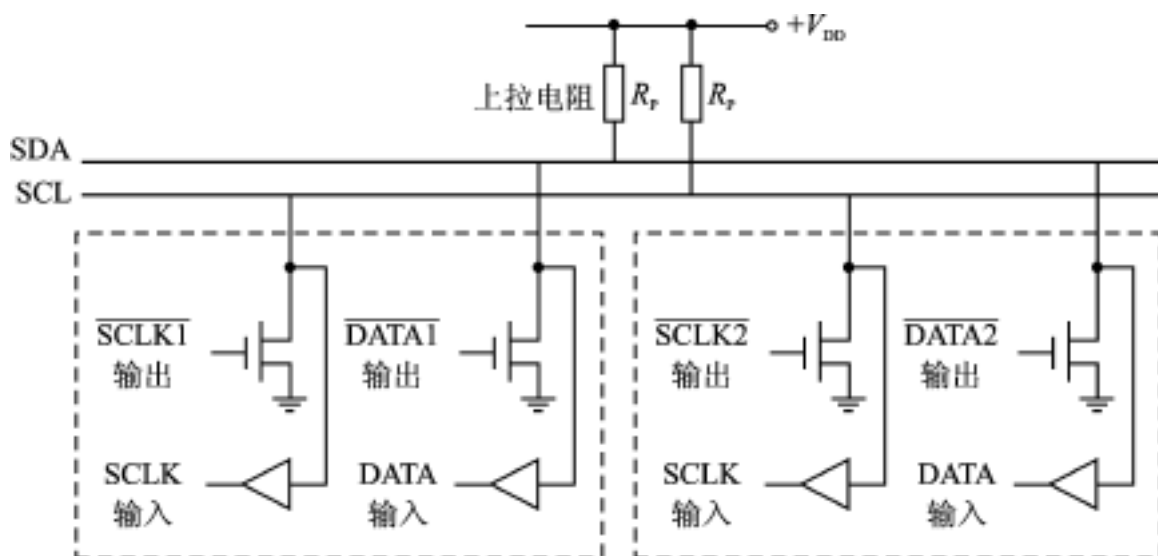 +V_DD
上拉电阻 R_P R_P
SDA
SCL
SCLK1 DATA1 SCLK2 DATA2
输出 输出 输出 输出
SCLK DATA SCLK DATA
输入 输入 输入 输入